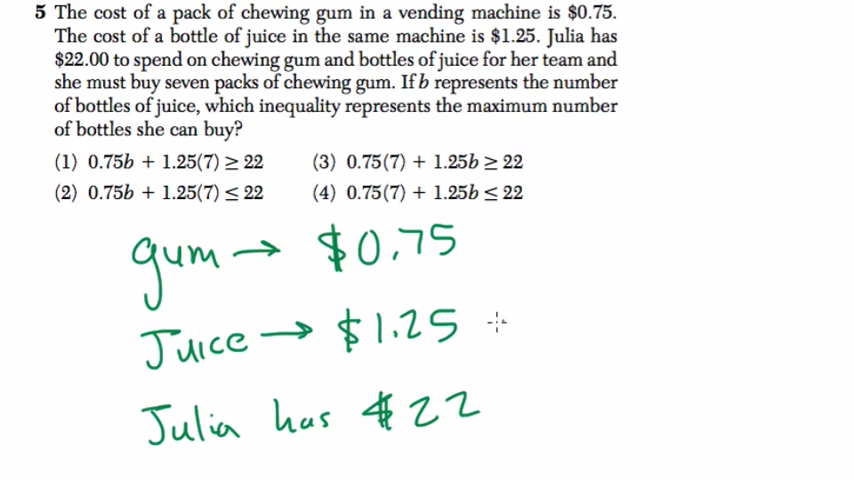 5 The cost of a pack of chewing gum in a vending machine is $0.75.
The cost of a bottle of juice in the same machine is $1.25. Julia has
$22.00 to spend on chewing gum and bottles of juice for her team and
she must buy seven packs of chewing gum. If b represents the number
of bottles of juice, which inequality represents the maximum number
of bottles she can buy?
(1) 0.75b + 1.25(7) ≥ 22 (3) 0.75(7) + 1.25b ≥ 22
(2) 0.75b + 1.25(7) ≤ 22 (4) 0.75(7) + 1.25b ≤ 22
gum → $0.75
Juice → $1.25
Julia has $22